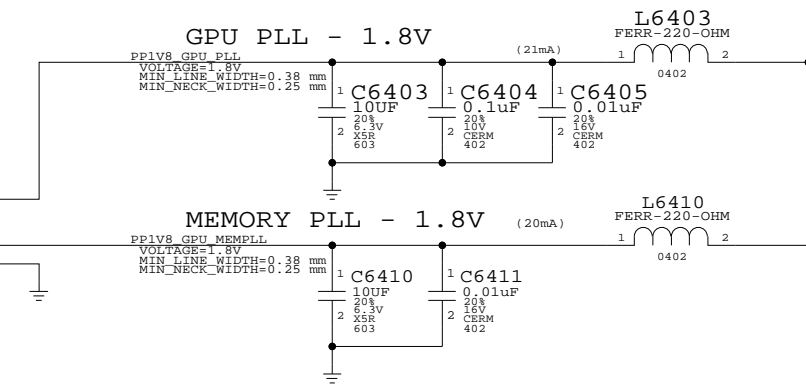 L6403
FERR-220-OHM
GPU PLL - 1.8V
(21mA)
1 2
0402
PP1V8_GPU_PLL
VOLTAGE=1.8V
MIN_LINE_WIDTH=0.38 mm
MIN_NECK_WIDTH=0.25 mm
1 C6403
10UF
20%
2 6.3V
X5R
603
1 C6404
0.1uF
20%
2 10V
CERM
402
1 C6405
0.01uF
20%
2 16V
CERM
402
L6410
FERR-220-OHM
MEMORY PLL - 1.8V
(20mA)
1 2
0402
PP1V8_GPU_MEMPLL
VOLTAGE=1.8V
MIN_LINE_WIDTH=0.38 mm
MIN_NECK_WIDTH=0.25 mm
1 C6410
10UF
20%
2 6.3V
X5R
603
1 C6411
0.01uF
20%
2 16V
CERM
402